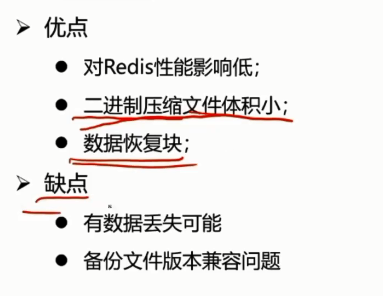 ➢ 优点
● 对Redis性能影响低；
● 二进制压缩文件体积小；
● 数据恢复块；
➢ 缺点
● 有数据丢失可能
● 备份文件版本兼容问题